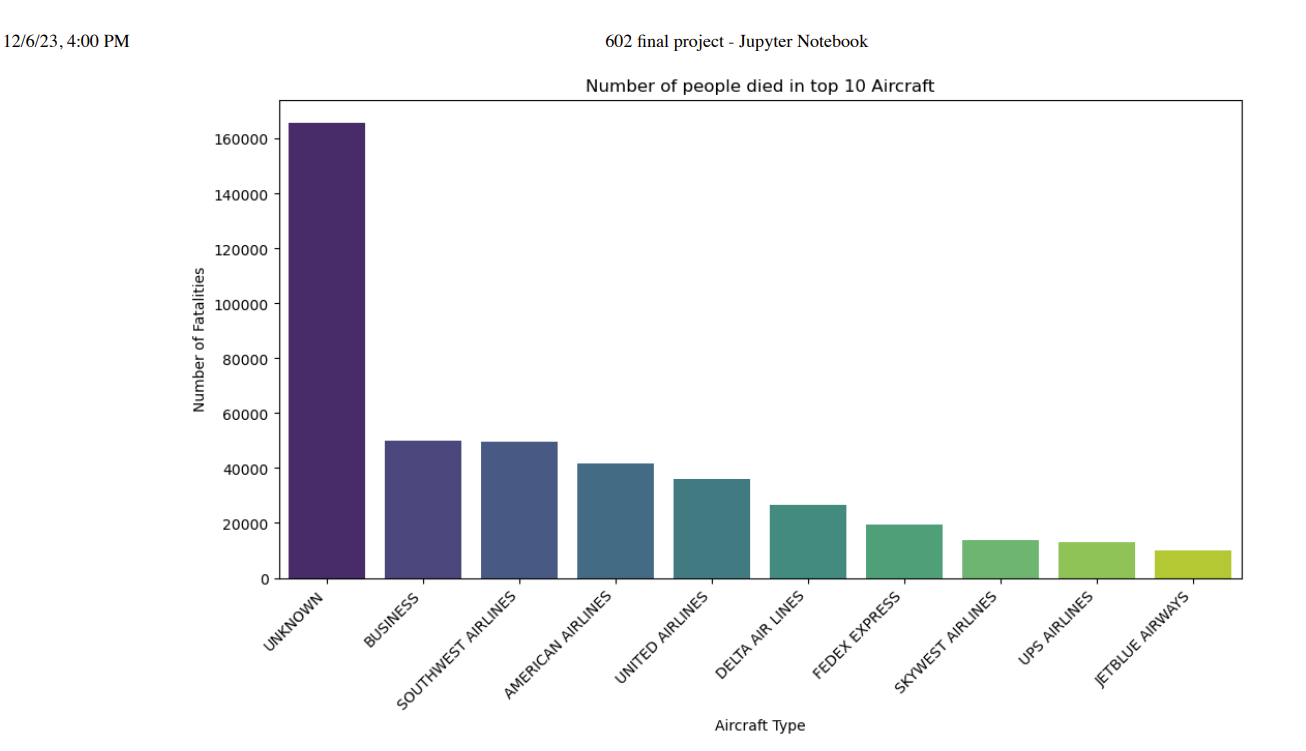 12/6/23, 4:00 PM
602 final project - Jupyter Notebook
Number of people died in top 10 Aircraft
Number of Fatalities
160000
140000
120000
100000
80000
60000
40000
20000
0
UNKNOWN
BUSINESS
SOUTHWEST AIRLINES
AMERICAN AIRLINES
UNITED AIRLINES
DELTA AIR LINES
FEDEX EXPRESS
SKYWEST AIRLINES
UPS AIRLINES
JETBLUE AIRWAYS
Aircraft Type